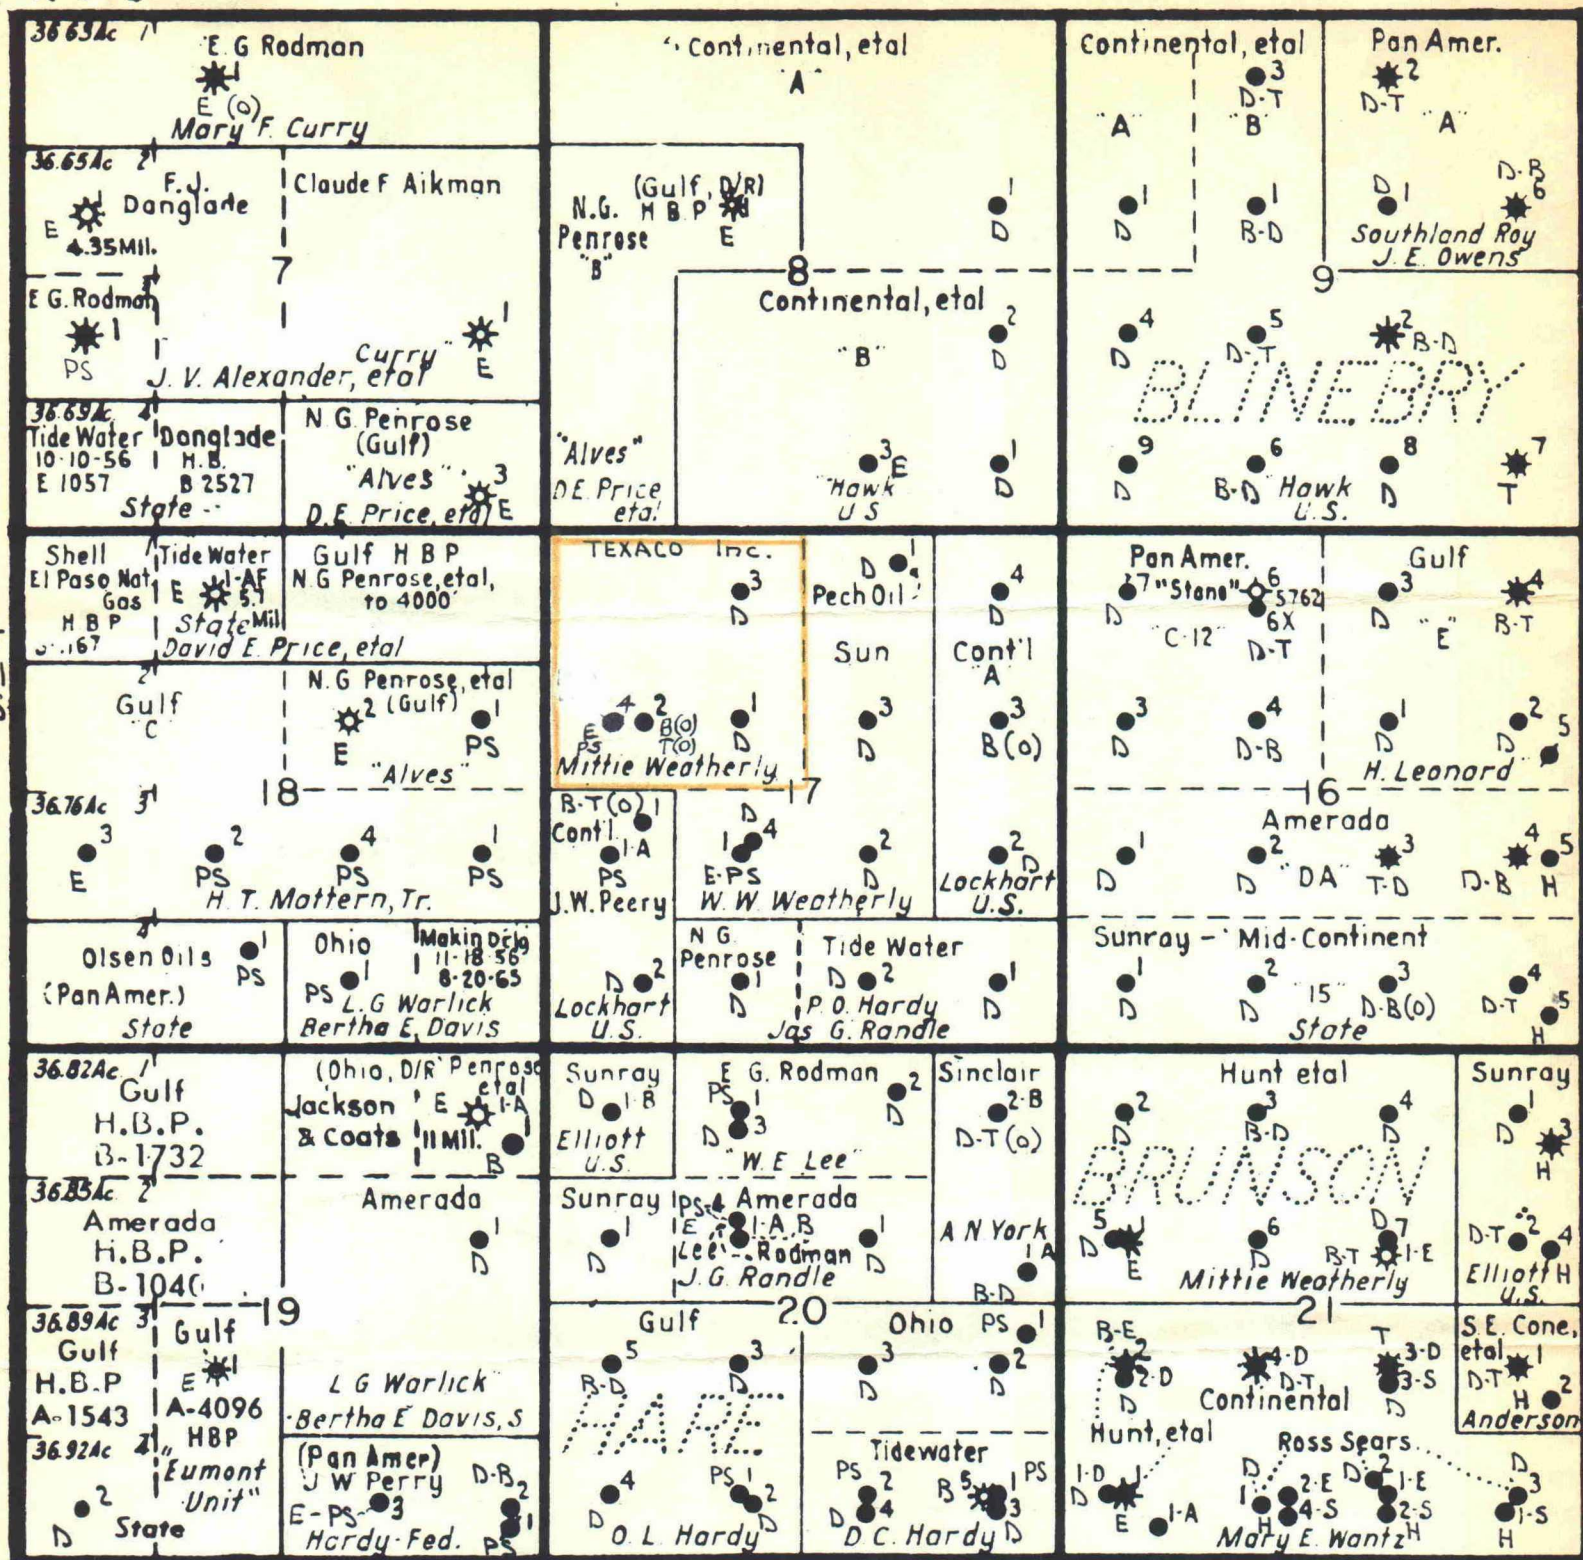 36.63Ac 1
E.G Rodman
1
E (O)
Mary F. Curry
36.65Ac 2
F.J. Danglade
1
E
4.35Mil.
Claude F Aikman
7
E G. Rodman
1
PS
Curry
1
E
J. V. Alexander, etal
36.69Ac 4
Tide Water
10-10-56
E 1057
Danglade
H.B.
B 2527
State
N G. Penrose
(Gulf)
"Alves"
3
E
D.E. Price, etal
Continental, etal
"A"
N.G. Penrose
"B"
(Gulf, D/R)
H B P
E
1
D
8
Continental, etal
2
D
"B"
"Alves"
D.E. Price
etal
3 E
1
D
Hawk
U S
Continental, etal
3
D-T
"A"
"B"
1
D
1
B-D
Pan Amer.
2
D-T
"A"
D
1
D-B
6
Southland Roy
J. E. Owens
9
4
D
5
D-T
2
B-D
BLINEBRY
9
D
6
B-D
8
D
7
T
Hawk
U.S.
Shell
El Paso Nat.
Gas
H B P
Tide Water
E
1-AF
5.1
Mil
State
Gulf H B P
N G Penrose, etal,
to 4000'
David E. Price, etal
2
Gulf
"C"
N.G Penrose, etal
(Gulf)
2
E
1
PS
"Alves"
18
36.76Ac 3
3
E
2
PS
4
PS
1
PS
H. T. Mattern, Tr.
4
Olsen Oils
1
PS
(Pan Amer.)
State
Ohio
1
PS
Makin Drlg
11-18-56
8-20-65
L.G Warlick
Bertha E. Davis
TEXACO Inc.
3
D
4
E
PS
2
B(O)
T(O)
1
D
Mittie Weatherly
D
1
Pech Oil
Sun
3
D
4
D
Cont'l
"A"
3
B(O)
17
B-T(O) 1
Cont'l.
1-A
PS
J.W. Peery
D
4
1
E-PS
2
D
W. W. Weatherly
2
D
Lockhart
U.S.
D 2
Lockhart
U.S.
N G.
Penrose
1
D
Tide Water
D 2
1
D
P. O. Hardy
Jas G. Randle
Pan Amer.
7 "Stano"
D
6
5762
6X
D-T
"C-12"
Gulf
3
D
"E"
4
B-T
3
D
4
D-B
1
D
2
D
5
H. Leonard
16
Amerada
1
D
2
D
"DA"
3
T-D
4
D-B
5
H
Sunray - Mid-Continent
1
D
2
D
"15"
3
D-B(O)
4
D-T
5
H
State
36.82Ac 1
Gulf
H.B.P.
B-1732
(Ohio, D/R)
Penrose
etal
Jackson
& Coats
E
1-A
11 Mil.
1
B
36.85Ac 2
Amerada
H.B.P.
Amerada
1
D
19
36.89Ac 3
Gulf
H.B.P
A-1543
Gulf
1
E
A-4096
HBP
"Eumont
Unit"
L G Warlick
Bertha E Davis, S
36.92Ac 4
2
D
State
(Pan Amer)
J W Perry
E-PS 3
D-B
2
1
PS
Hardy-Fed.
Sunray
D 1-B
Elliott
U.S.
E G. Rodman
PS
1
D 3
2
D
"W.E. Lee"
Sinclair
2-B
D-T(O)
Sunray
1
D
PS 4
Amerada
E
1-A, B
Lee
Rodman
1
D
J. G. Randle
A N. York
1 A
B-D
20
Gulf
5
B-D
3
D
HARE
4
D
PS 1
2
D
O. L. Hardy
Ohio
PS 1
3
D
2
D
Tidewater
PS
2
D 4
B 5
1 PS
3
D
D. C. Hardy
Hunt etal
2
D
3
B-D
4
D
BRUNSON
5
D
1
E
6
D
D
7
B-T 1-E
Mittie Weatherly
Sunray
1
D
3
H
D-T 2
4
H
Elliott
U.S.
21
B-E
2
2-D
D
4-D
D-T
T
3-D
3-S
D
Continental
S.E. Cone,
etal
1
D-T
2
H
Anderson
Hunt, etal
1-D
D
1
E
1-A
Ross Sears
D
1
2-E
4-S
H
D 2
1-E
2-S
H
D
3
1-S
H
Mary E. Wantz